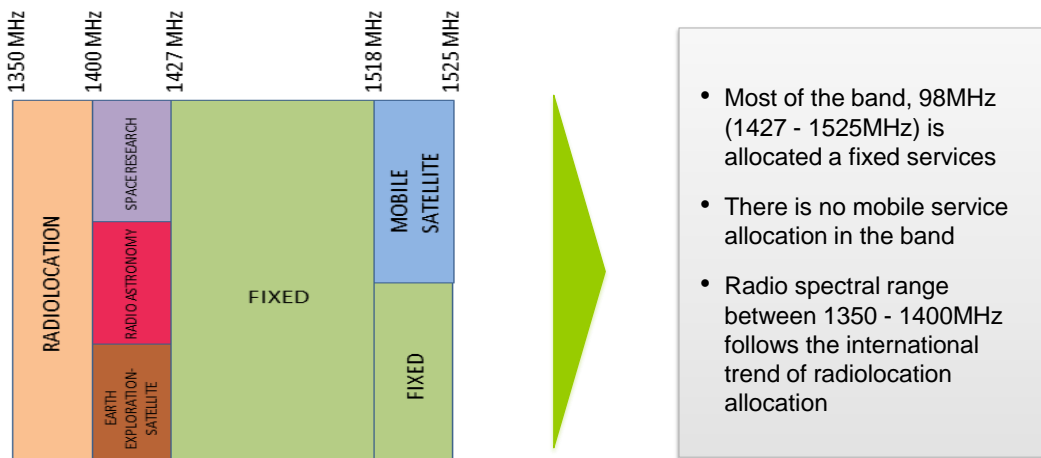 1350 MHz
1400 MHz
1427 MHz
1518 MHz
1525 MHz
RADIOLOCATION
SPACE RESEARCH
RADIO ASTRONOMY
EARTH
EXPLORATION-
SATELLITE
FIXED
MOBILE
SATELLITE
FIXED
• Most of the band, 98MHz
(1427 - 1525MHz) is
allocated a fixed services
• There is no mobile service
allocation in the band
• Radio spectral range
between 1350 - 1400MHz
follows the international
trend of radiolocation
allocation